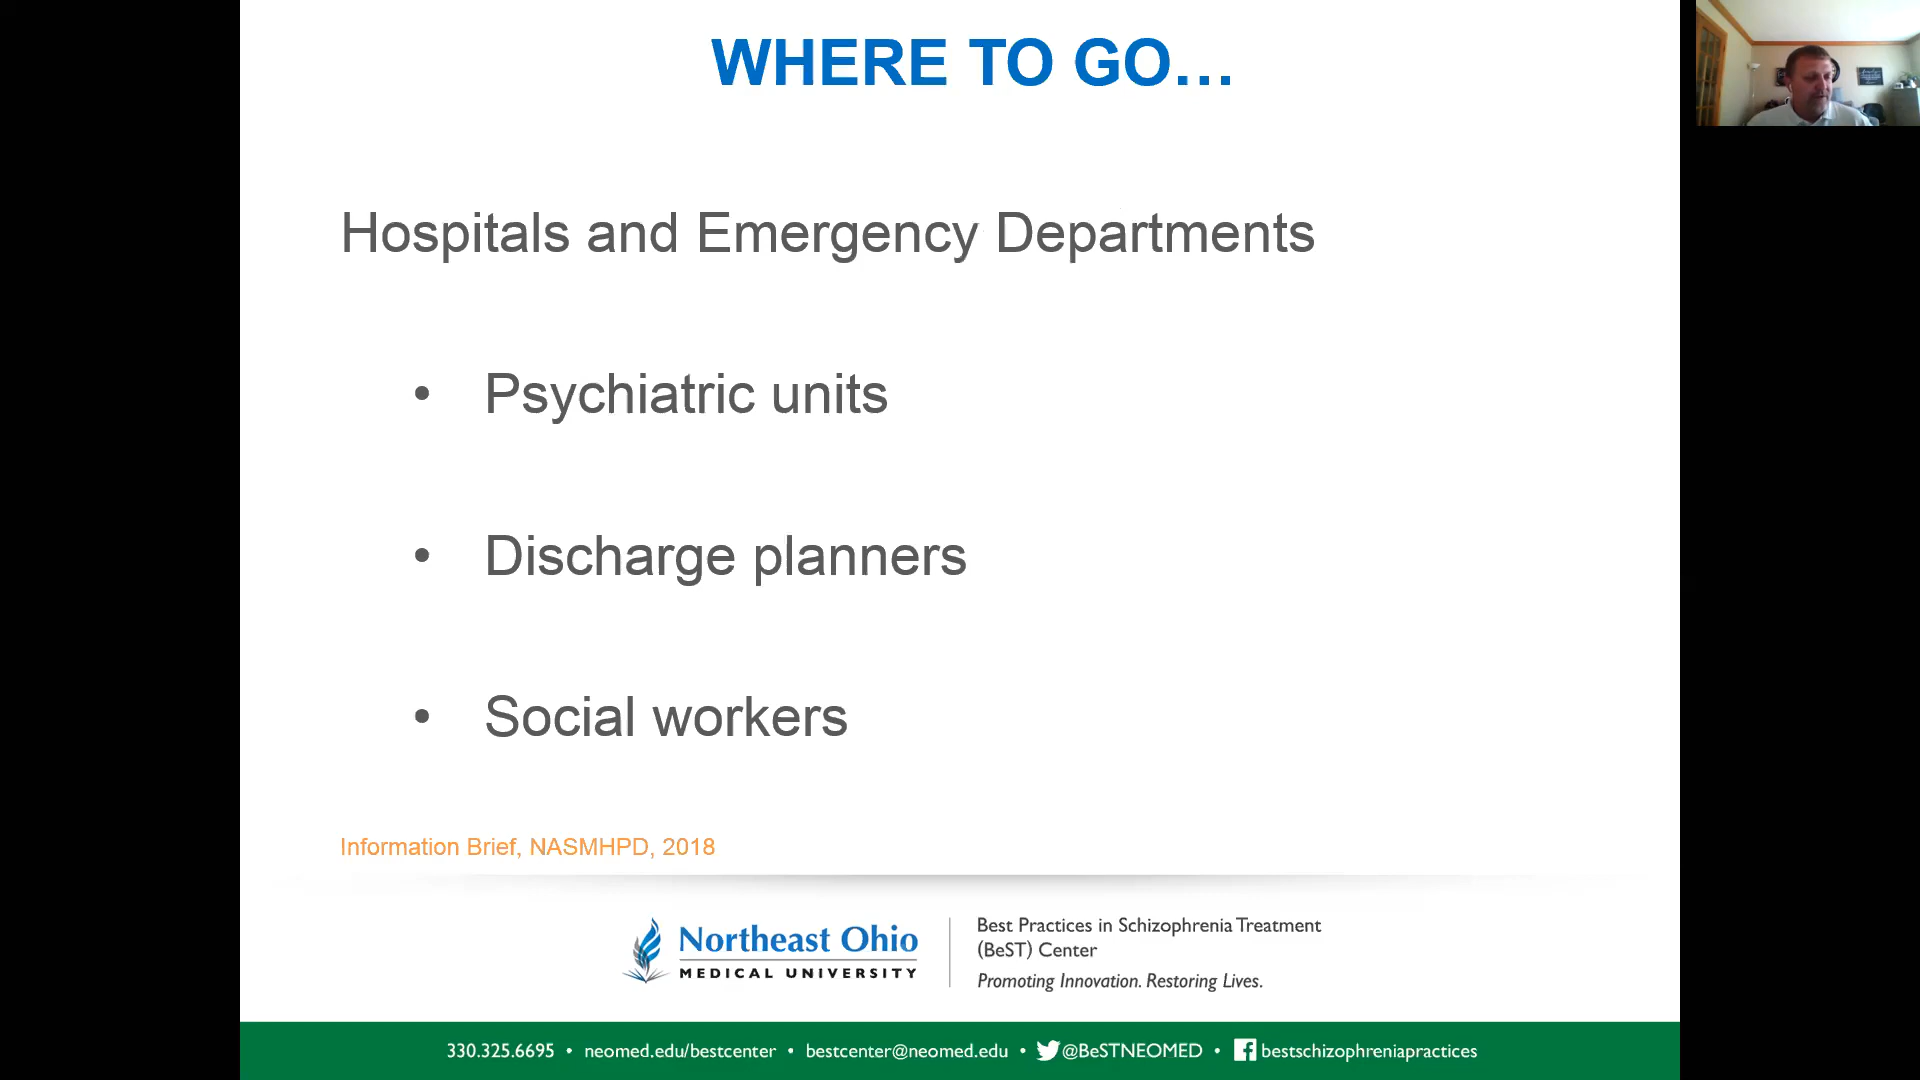 WHERE TO GO...
Hospitals and Emergency Departments
• Psychiatric units
• Discharge planners
• Social workers
Information Brief, NASMHPD, 2018
Northeast Ohio
MEDICAL UNIVERSITY
Best Practices in Schizophrenia Treatment
(BeST) Center
Promoting Innovation. Restoring Lives.
330.325.6695 • neomed.edu/bestcenter • bestcenter@neomed.edu • @BeSTNEOMED • bestschizophreniapractices